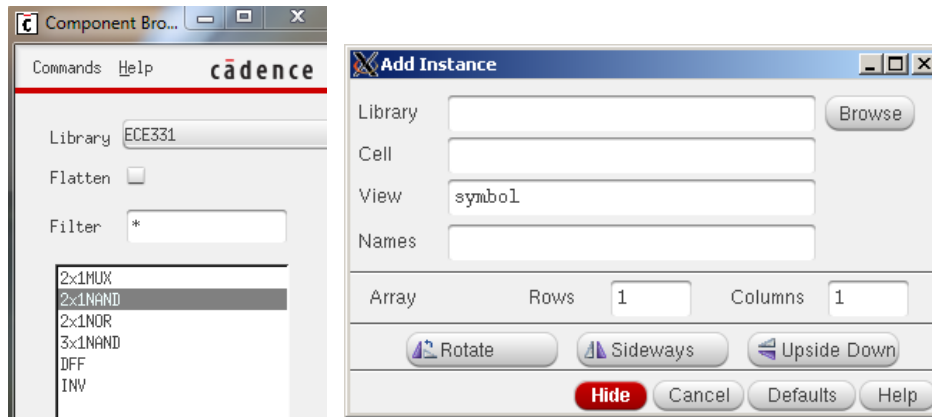 Component Bro...
Commands Help cādence
Library ECE331
Flatten
Filter *
2x1MUX
2x1NAND
2x1NOR
3x1NAND
DFF
INV
Add Instance
Library Browse
Cell
View symbol
Names
Array Rows 1 Columns 1
Rotate Sideways Upside Down
Hide Cancel Defaults Help